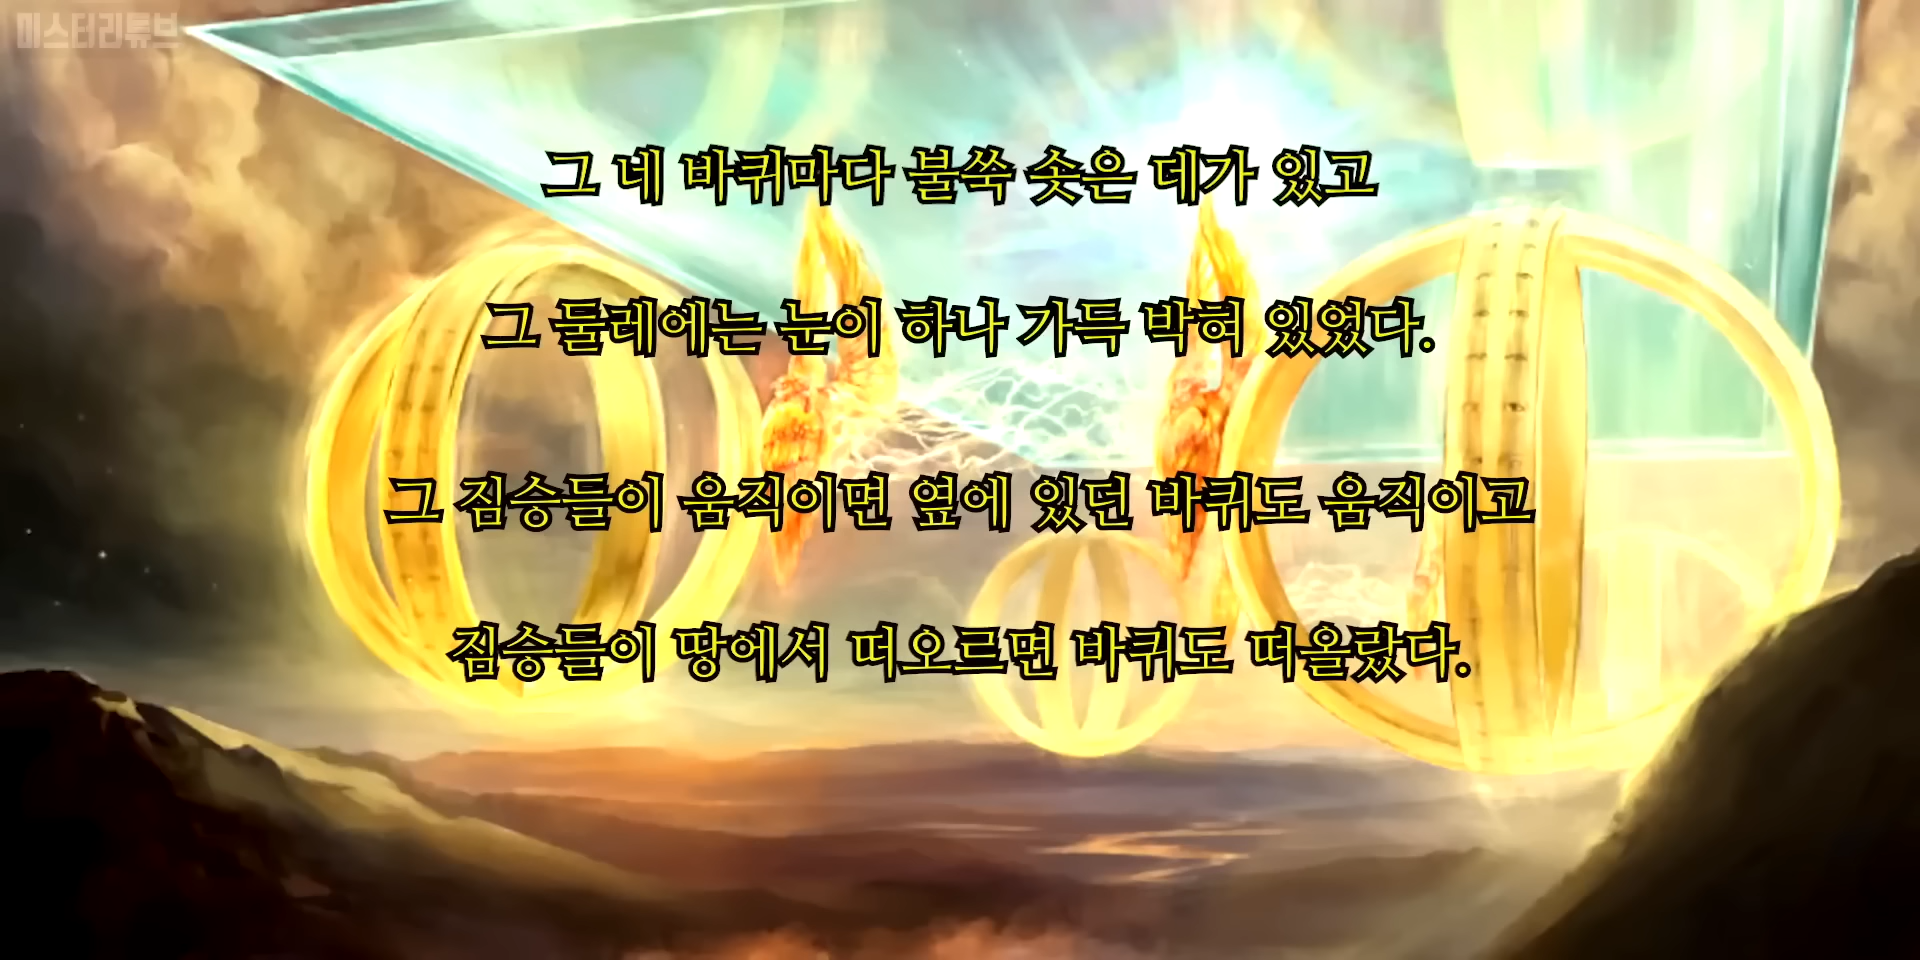 미스터리튜브
그 네 바퀴마다 불쑥 솟은 데가 있고
그 둘레에는 눈이 하나 가득 박혀 있었다.
그 짐승들이 움직이면 옆에 있던 바퀴도 움직이고
짐승들이 땅에서 떠오르면 바퀴도 떠올랐다.